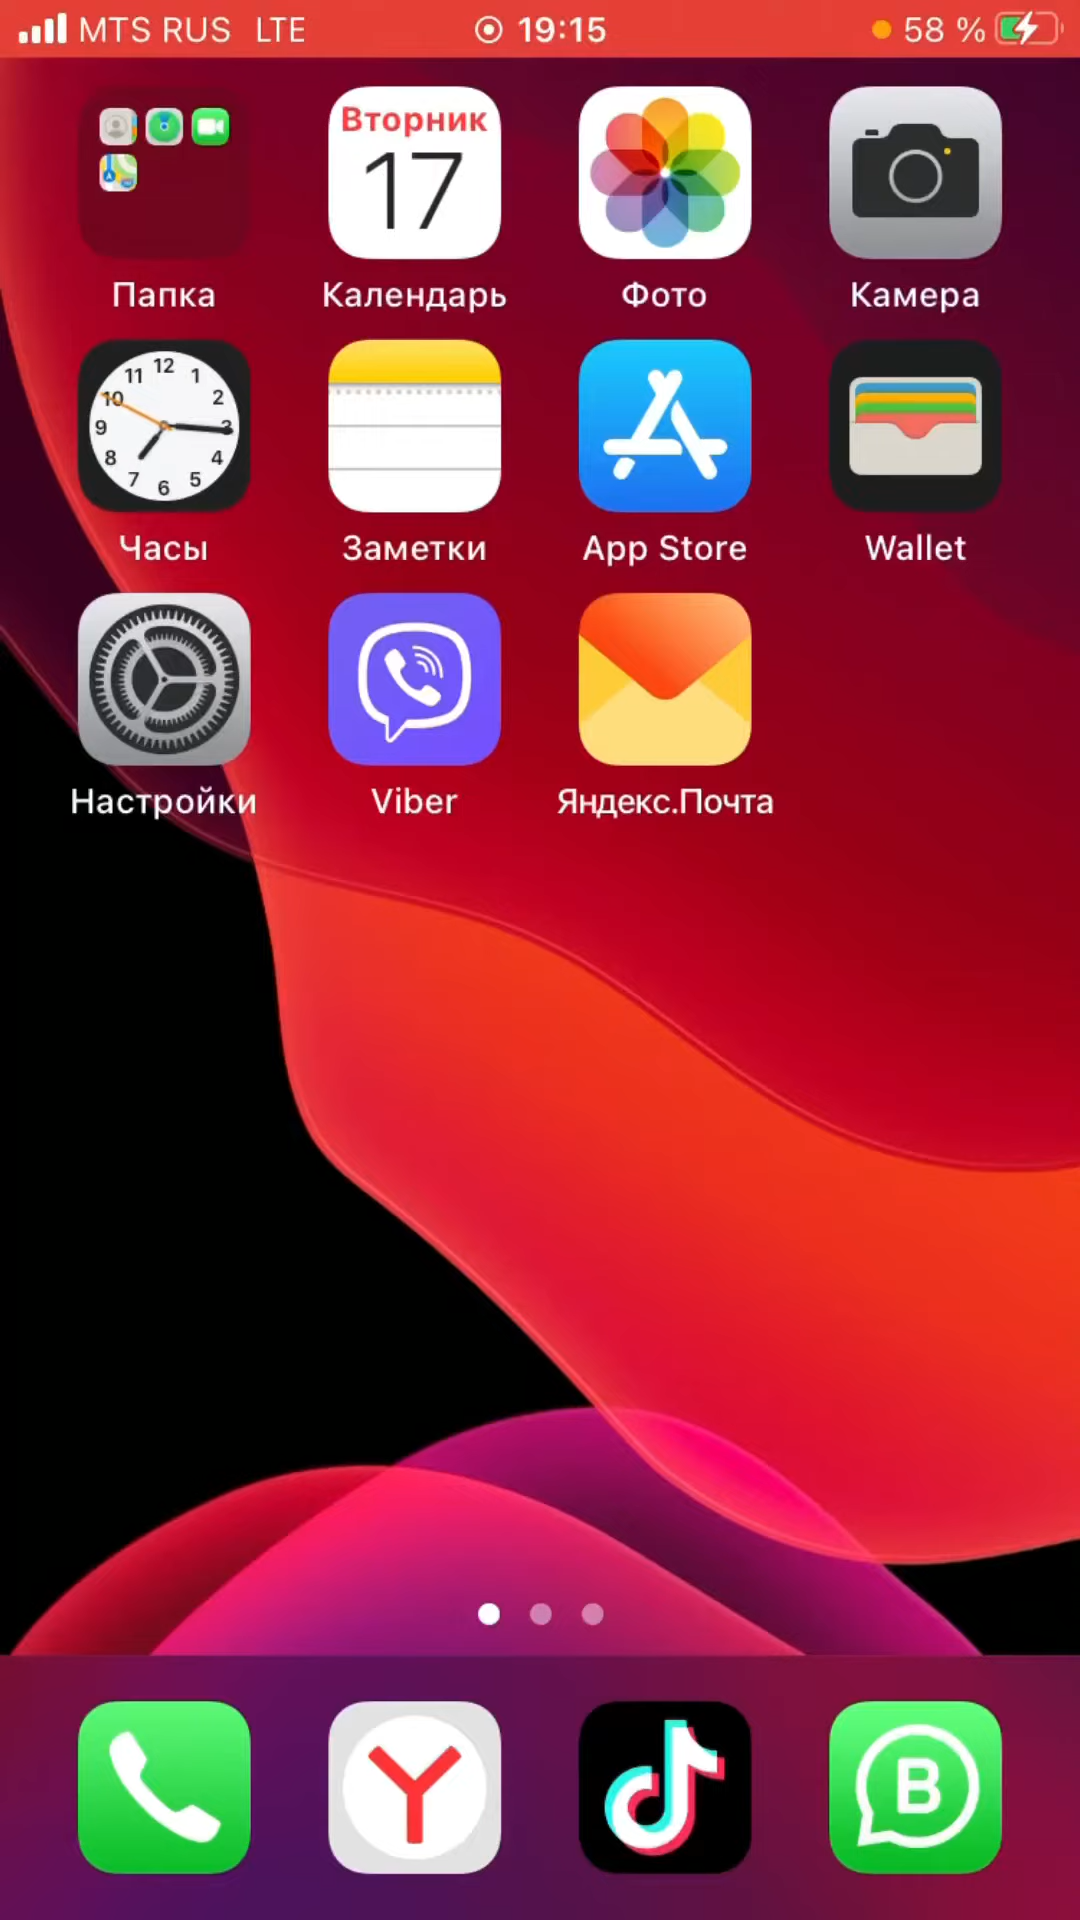 MTS RUS LTE 19:15 58 %
Вторник
17
Папка Календарь Фото Камера
12
11 1
10 2
9 3
8 4
7 5
6
Часы Заметки App Store Wallet
Настройки Viber Яндекс.Почта
Y B